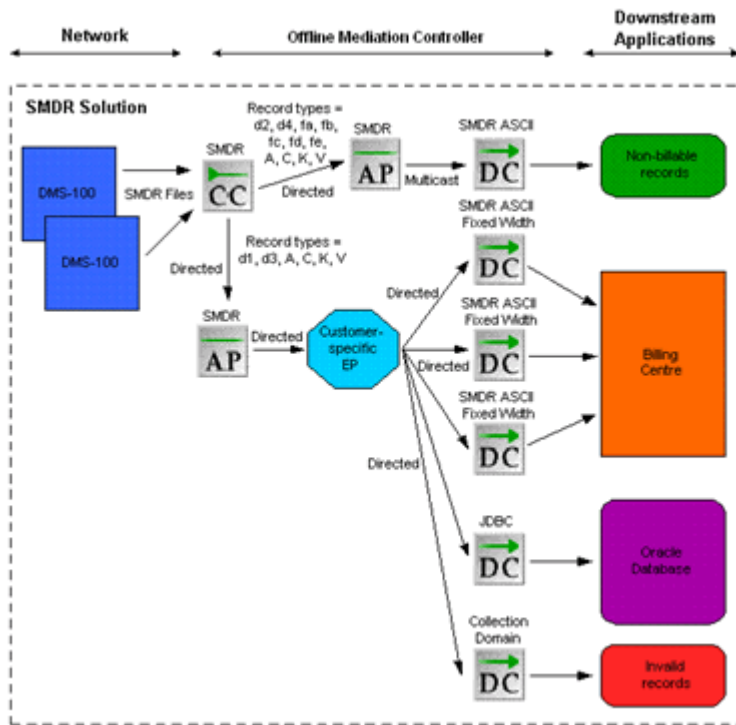 Network
Offline Mediation Controller
Downstream
Applications
SMDR Solution
DMS-100
DMS-100
SMDR Files
SMDR
CC
Record types =
d2, d4, fa, fb,
fc, fd, fe,
A, C, K, V
Directed
SMDR
AP
Multicast
SMDR ASCII
DC
Non-billable
records
Directed
Record types =
d1, d3, A, C, K, V
SMDR
AP
Directed
Customer-
specific
EP
Directed
SMDR ASCII
Fixed Width
DC
Directed
SMDR ASCII
Fixed Width
DC
SMDR ASCII
Fixed Width
DC
Billing
Centre
Directed
JDBC
DC
Oracle
Database
Collection
Domain
DC
Invalid
records